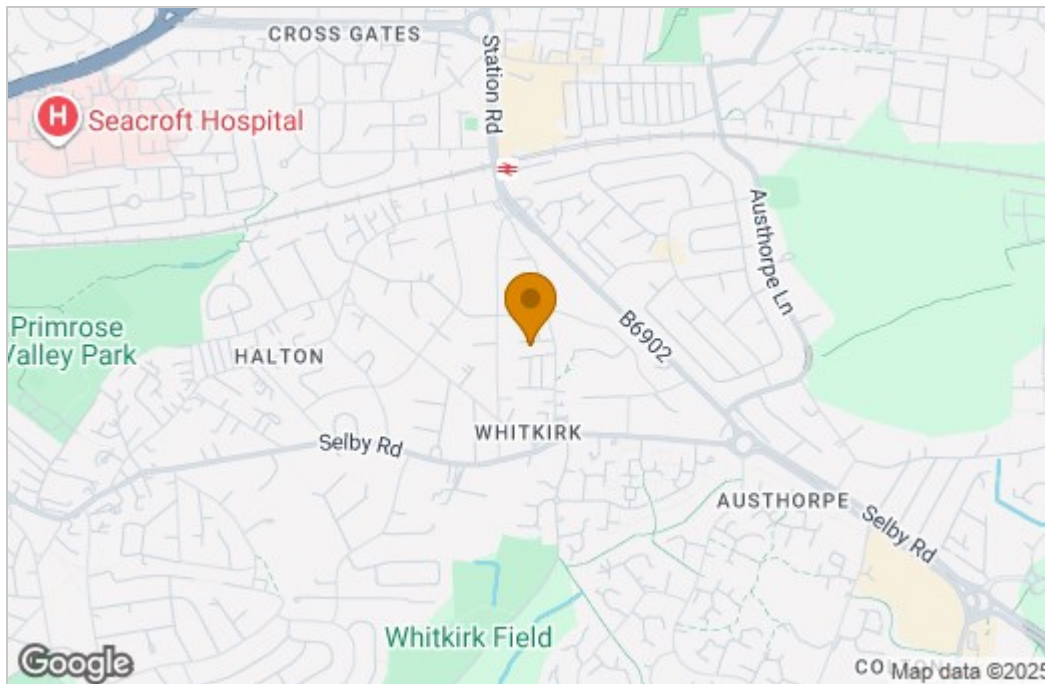 CROSS GATES
Station Rd
H
Seacroft Hospital
Austhorpe Ln
Primrose
Valley Park
HALTON
B6902
WHITKIRK
Selby Rd
AUSTHORPE
Selby Rd
Whitkirk Field
Google
Map data ©2025